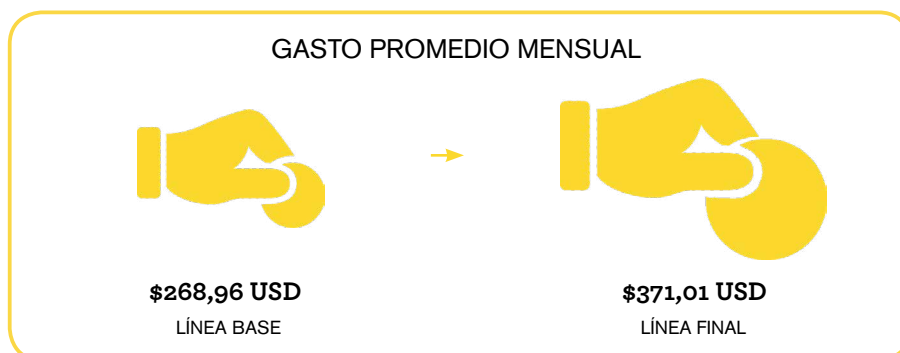 GASTO PROMEDIO MENSUAL
$268,96 USD
LÍNEA BASE
$371,01 USD
LÍNEA FINAL